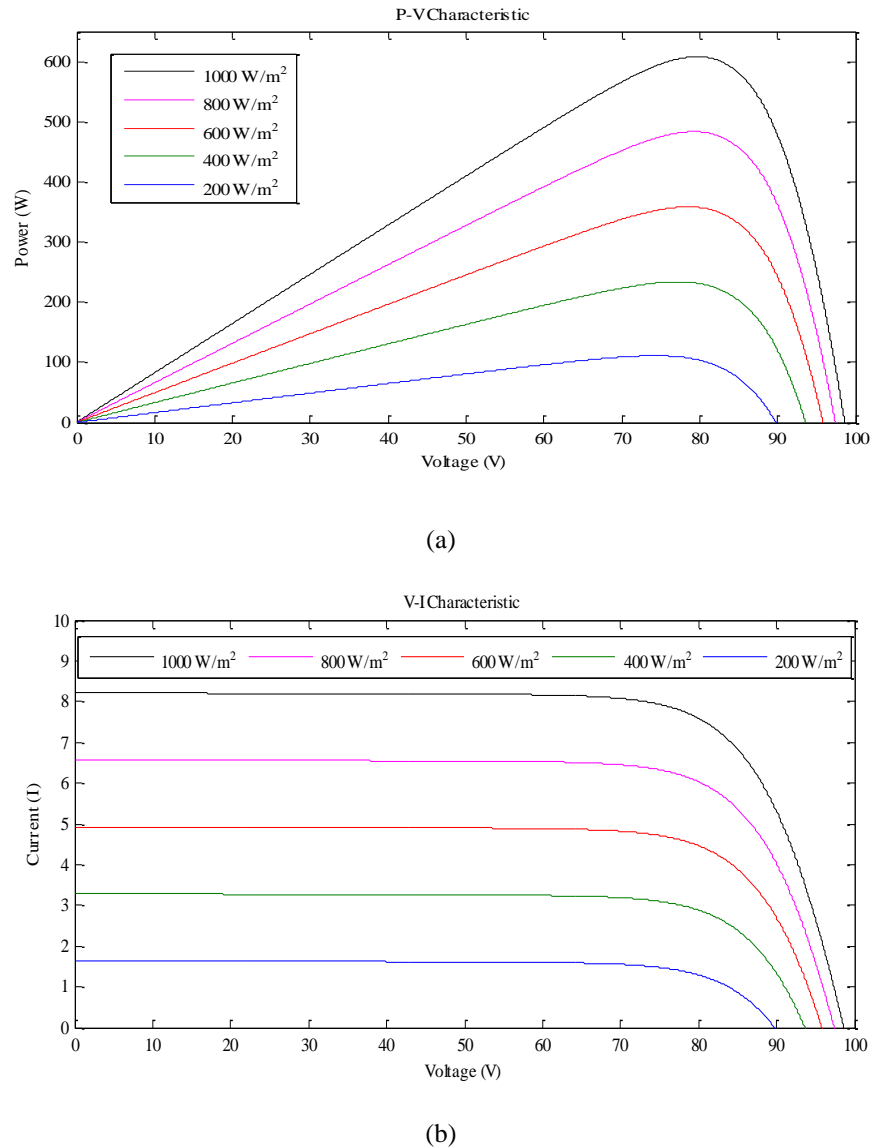 P-V Characteristic
600
500
400
300
200
100
0
Power (W)
1000 W/m²
800 W/m²
600 W/m²
400 W/m²
200 W/m²
0 10 20 30 40 50 60 70 80 90 100
Voltage (V)
(a)
V-I Characteristic
10
9
8
7
6
5
4
3
2
1
0
Current (I)
1000 W/m² 800 W/m² 600 W/m² 400 W/m² 200 W/m²
0 10 20 30 40 50 60 70 80 90 100
Voltage (V)
(b)